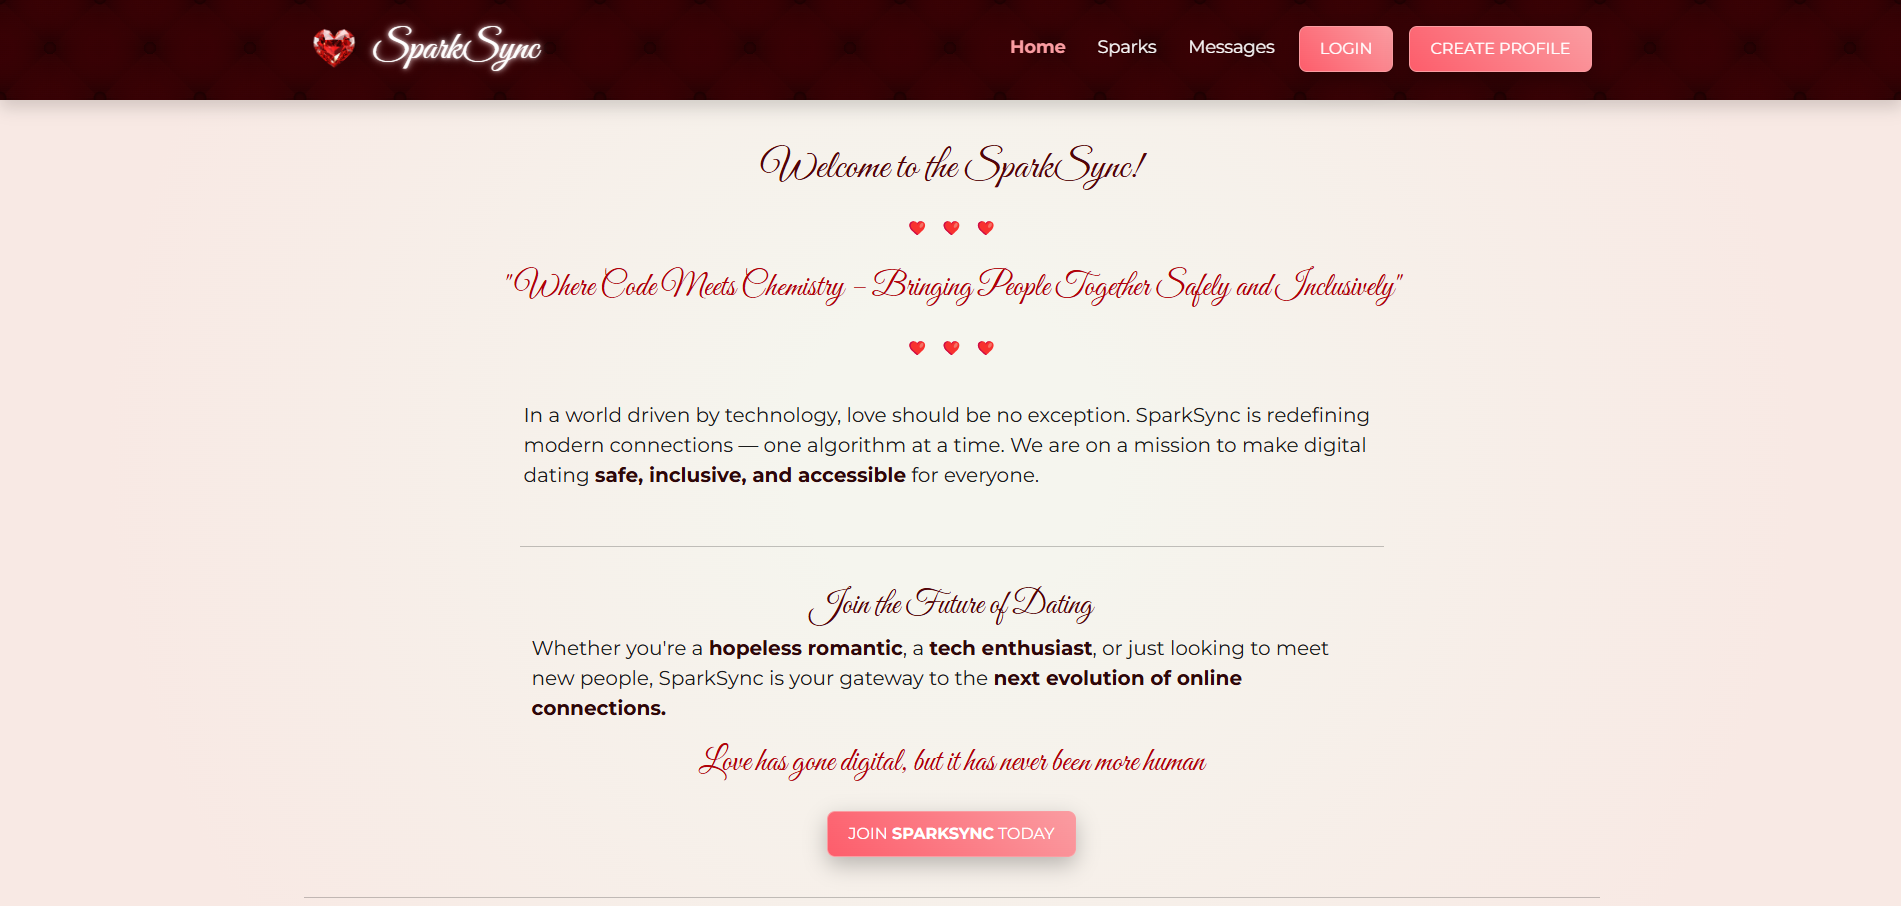 SparkSync
Home
Sparks
Messages
LOGIN
CREATE PROFILE
Welcome to the SparkSync!
"Where Code Meets Chemistry – Bringing People Together Safely and Inclusively"
In a world driven by technology, love should be no exception. SparkSync is redefining
modern connections — one algorithm at a time. We are on a mission to make digital
dating safe, inclusive, and accessible for everyone.
Join the Future of Dating
Whether you're a hopeless romantic, a tech enthusiast, or just looking to meet
new people, SparkSync is your gateway to the next evolution of online
connections.
Love has gone digital, but it has never been more human
JOIN SPARKSYNC TODAY